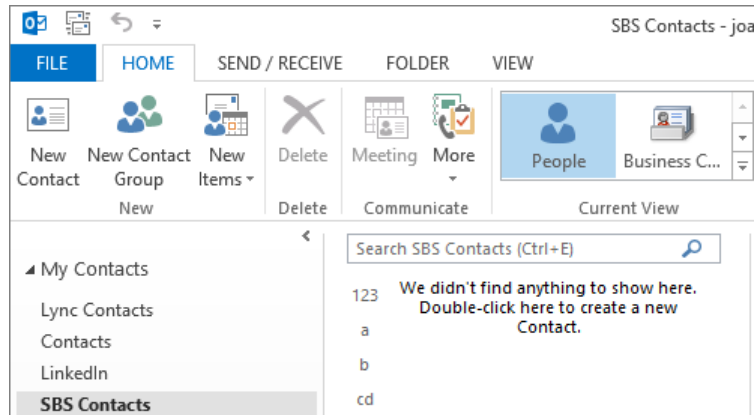 SBS Contacts - joa
FILE HOME SEND / RECEIVE FOLDER VIEW
New Contact
New Contact Group
New Items
Delete
Meeting
More
People
Business C...
New
Delete
Communicate
Current View
My Contacts
Lync Contacts
Contacts
LinkedIn
SBS Contacts
Search SBS Contacts (Ctrl+E)
123
a
b
cd
We didn't find anything to show here.
Double-click here to create a new
Contact.